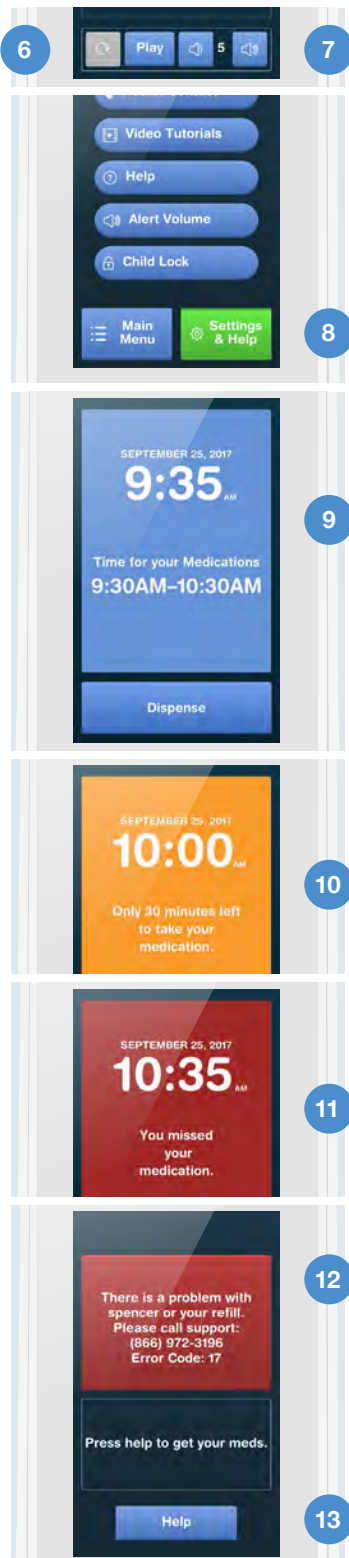 6
Play
5
7
Video Tutorials
Help
Alert Volume
Child Lock
Main
Menu
Settings
& Help
8
SEPTEMBER 25, 2017
9:35 AM
Time for your Medications
9:30AM–10:30AM
9
Dispense
SEPTEMBER 25, 2017
10:00 AM
10
Only 30 minutes left
to take your
medication.
SEPTEMBER 25, 2017
10:35 AM
11
You missed
your
medication.
12
There is a problem with
spencer or your refill.
Please call support:
(866) 972-3196
Error Code: 17
Press help to get your meds.
Help
13